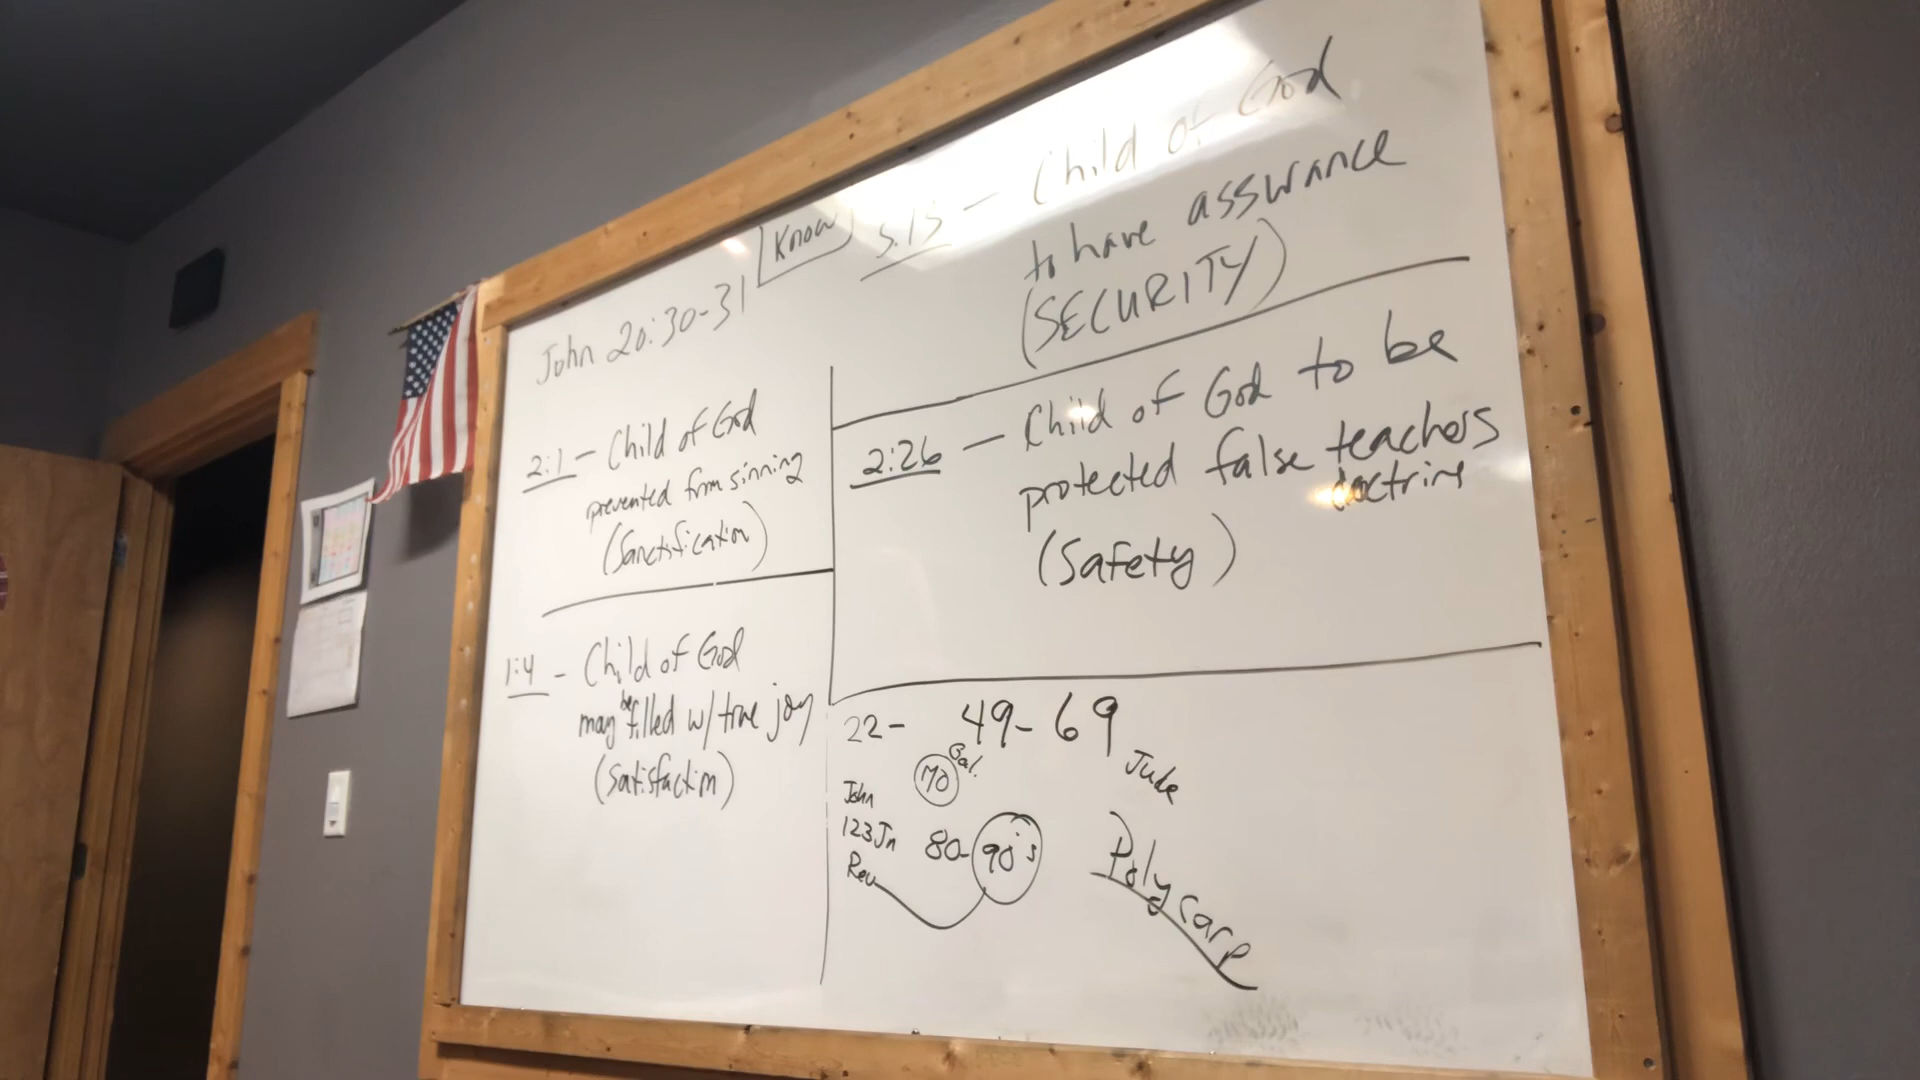 John 20:30-31
Know
5:13 - Child of God
to have assurance
(SECURITY)
2:1 - Child of God
prevented from sinning
(Sanctification)
2:26 - Child of God to be
protected false teachers
doctrine
(Safety)
1:4 - Child of God
may be filled w/ true joy
(Satisfaction)
22- 49-69
70 Gal. Jude
John
123Jn 80-90's
Rev
Polycarp